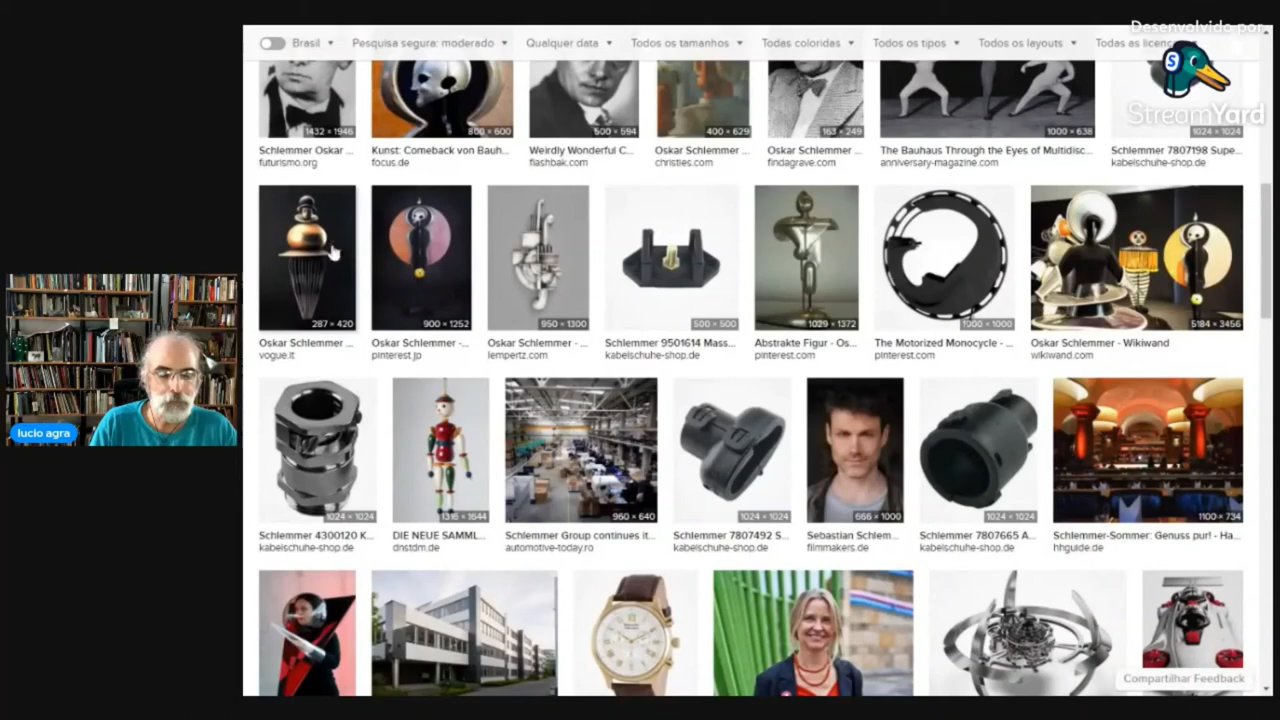 Desenvolvido por
StreamYard
Brasil
Pesquisa segura: moderado
Qualquer data
Todos os tamanhos
Todas coloridas
Todos os tipos
Todos os layouts
Todas as
1432 × 1946
800 × 600
500 × 594
400 × 629
163 × 249
1000 × 638
1024 × 1024
Schlemmer Oskar ...
Kunst: Comeback von Bauh...
Weirdly Wonderful C...
Oskar Schlemmer ...
Oskar Schlemmer ...
The Bauhaus Through the Eyes of Multidisc...
Schlemmer 7807198 Supe...
futurismo.org
focus.de
flashbak.com
christies.com
findagrave.com
anniversary-magazine.com
kabelschuhe-shop.de
287 × 420
900 × 1252
950 × 1300
500 × 500
1029 × 1372
1000 × 1000
5184 × 3456
Oskar Schlemmer ...
Oskar Schlemmer -...
Oskar Schlemmer - ...
Schlemmer 9501614 Mass...
Abstrakte Figur - Os...
The Motorized Monocycle - ...
Oskar Schlemmer - Wikiwand
vogue.it
pinterest.jp
lempertz.com
kabelschuhe-shop.de
pinterest.com
pinterest.com
wikiwand.com
lucio agra
1024 × 1024
1316 × 1644
960 × 640
1024 × 1024
666 × 1000
1024 × 1024
1100 × 734
Schlemmer 4300120 K...
DIE NEUE SAMML...
Schlemmer Group continues it...
Schlemmer 7807492 S...
Sebastian Schlem...
Schlemmer 7807665 A...
Schlemmer-Sommer: Genuss pur! - Ha...
kabelschuhe-shop.de
dnstdm.de
automotive-today.ro
kabelschuhe-shop.de
filmmakers.de
kabelschuhe-shop.de
hhguide.de
Compartilhar Feedback